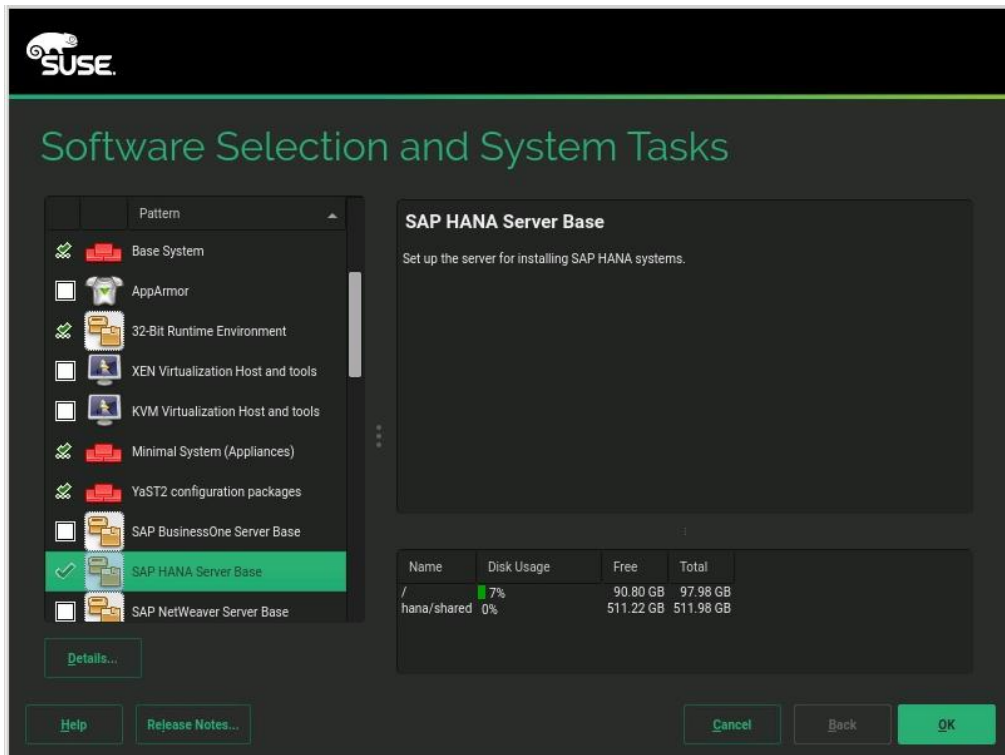 SUSE.
Software Selection and System Tasks
Pattern
Base System
AppArmor
32-Bit Runtime Environment
XEN Virtualization Host and tools
KVM Virtualization Host and tools
Minimal System (Appliances)
YaST2 configuration packages
SAP BusinessOne Server Base
SAP HANA Server Base
SAP NetWeaver Server Base
Details...
SAP HANA Server Base
Set up the server for installing SAP HANA systems.
Name Disk Usage Free Total
/ 7% 90.80 GB 97.98 GB
hana/shared 0% 511.22 GB 511.98 GB
Help Release Notes... Cancel Back OK